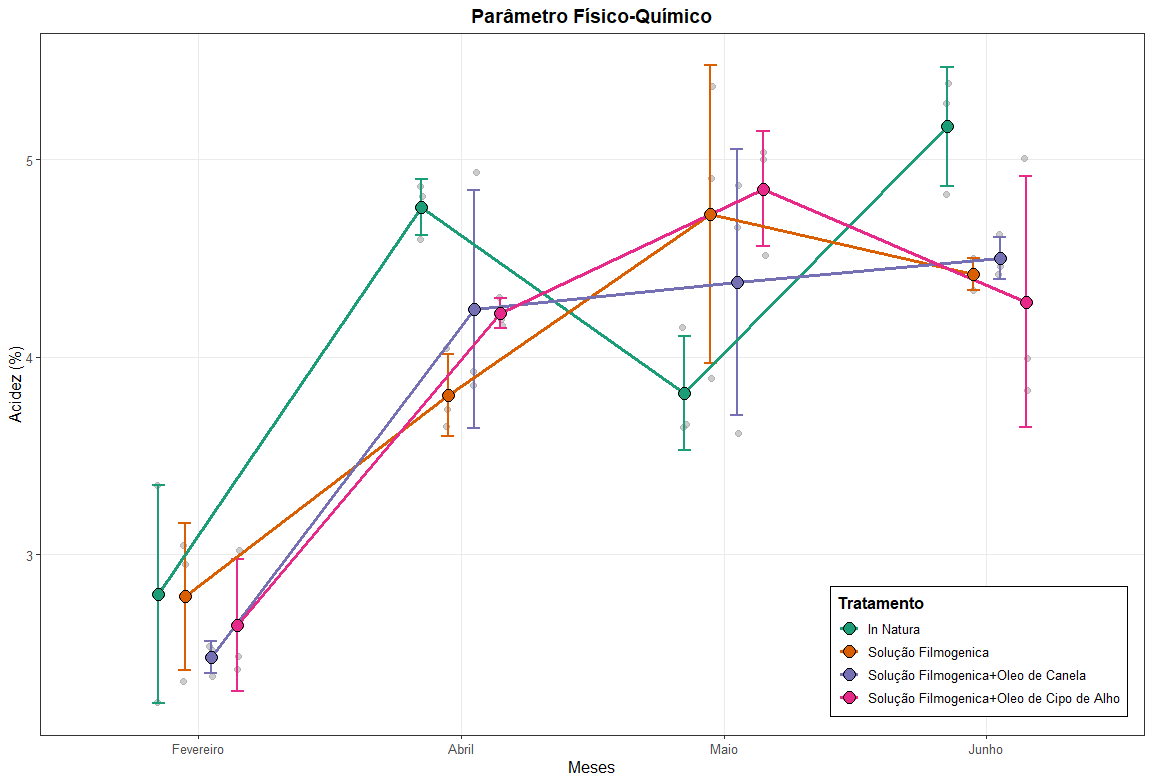 Parâmetro Físico-Químico
Acidez (%)
5
4
3
Tratamento
In Natura
Solução Filmogenica
Solução Filmogenica+Oleo de Canela
Solução Filmogenica+Oleo de Cipo de Alho
Fevereiro Abril Maio Junho
Meses